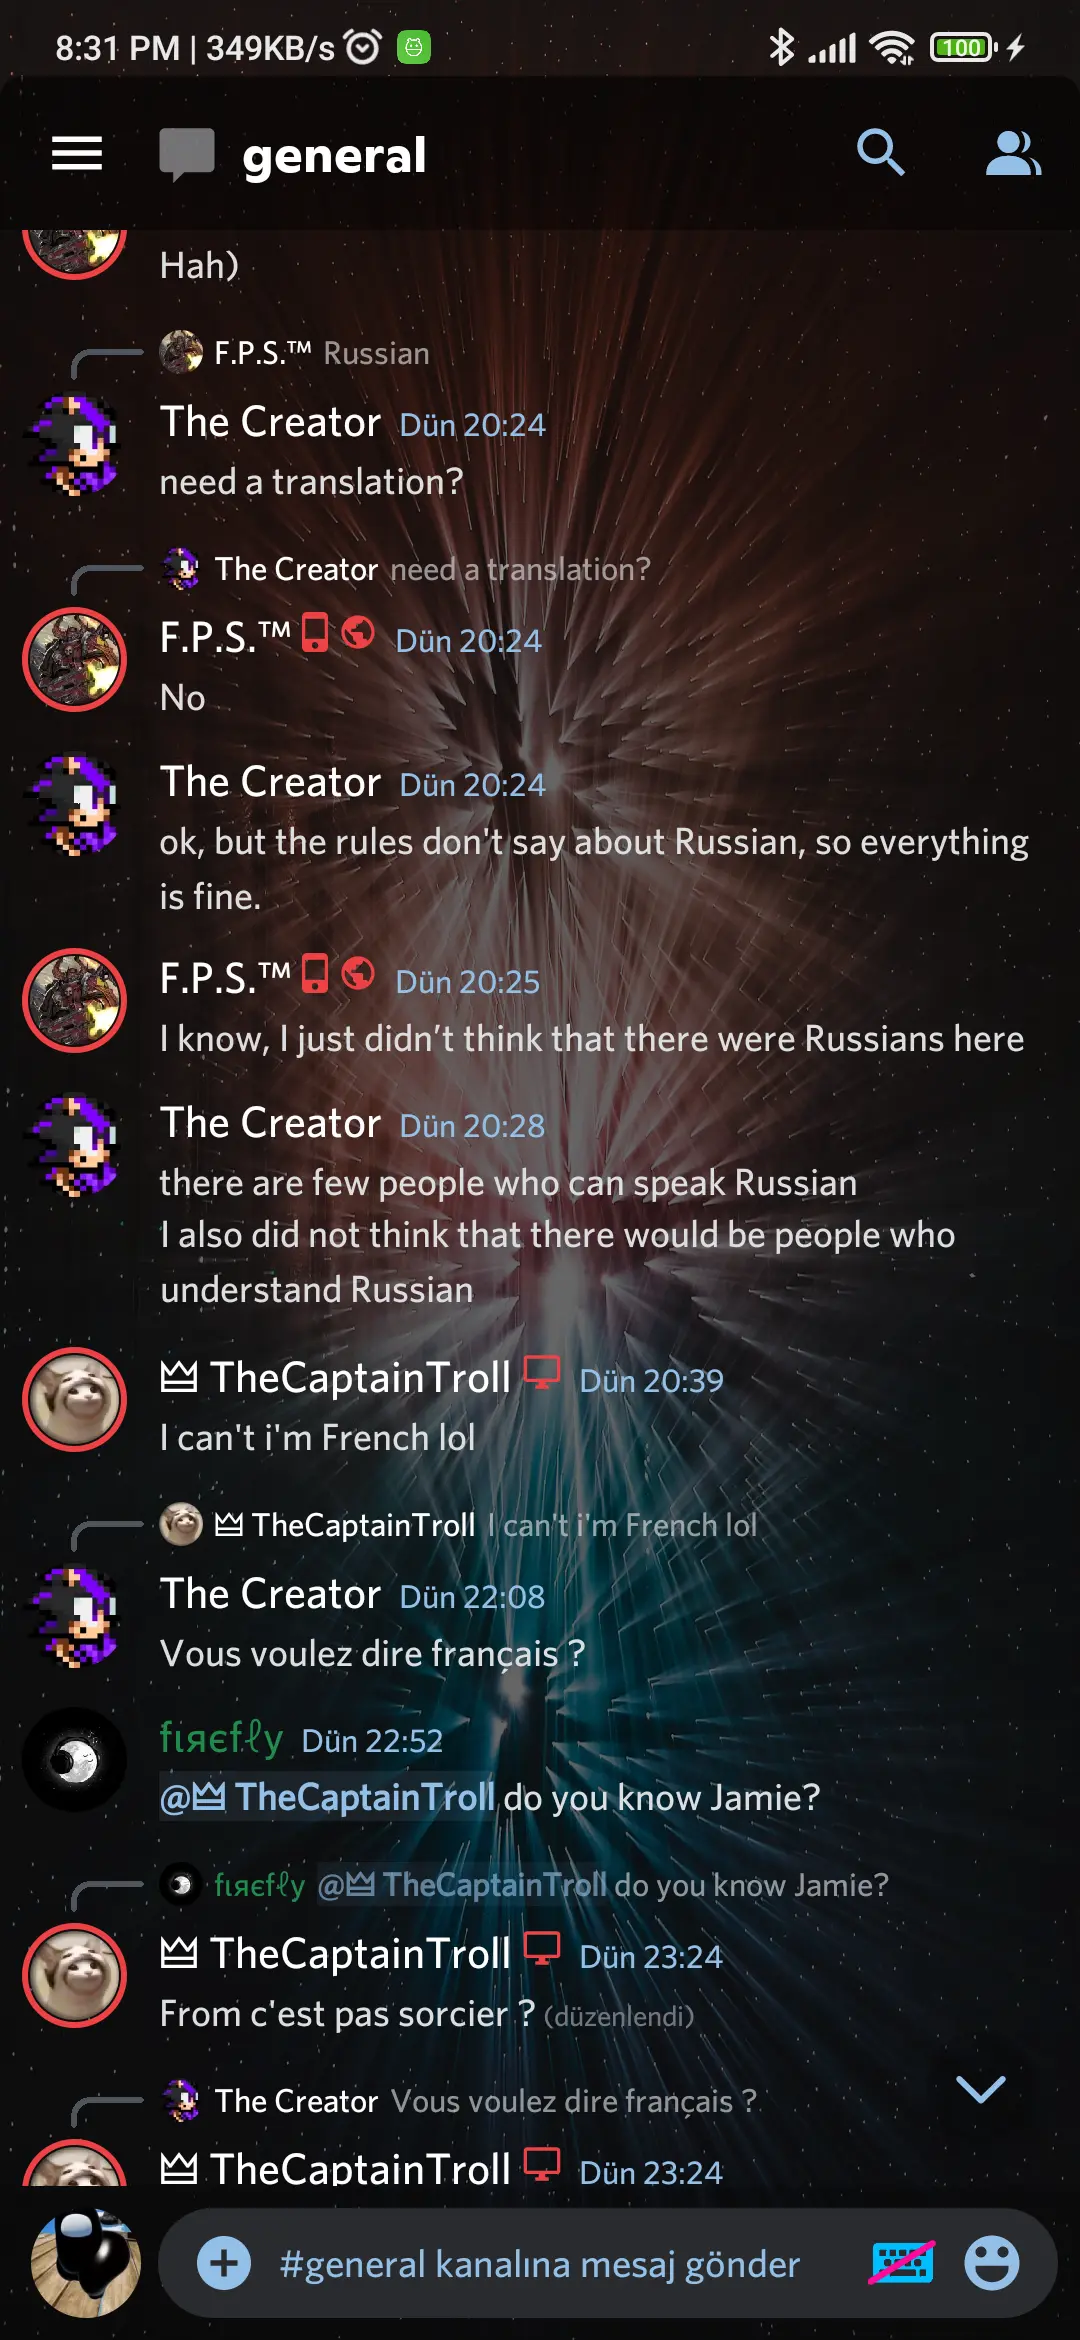 8:31 PM | 349KB/s
100
general
Hah)
F.P.S.™ Russian
The Creator Dün 20:24
need a translation?
The Creator need a translation?
F.P.S.™ Dün 20:24
No
The Creator Dün 20:24
ok, but the rules don't say about Russian, so everything
is fine.
F.P.S.™ Dün 20:25
I know, I just didn’t think that there were Russians here
The Creator Dün 20:28
there are few people who can speak Russian
I also did not think that there would be people who
understand Russian
TheCaptainTroll Dün 20:39
I can't i'm French lol
TheCaptainTroll I can't i'm French lol
The Creator Dün 22:08
Vous voulez dire français ?
fιяєfℓy Dün 22:52
@TheCaptainTroll do you know Jamie?
fιяєfℓy @TheCaptainTroll do you know Jamie?
TheCaptainTroll Dün 23:24
From c'est pas sorcier ? (düzenlendi)
The Creator Vous voulez dire français ?
TheCaptainTroll Dün 23:24
#general kanalına mesaj gönder